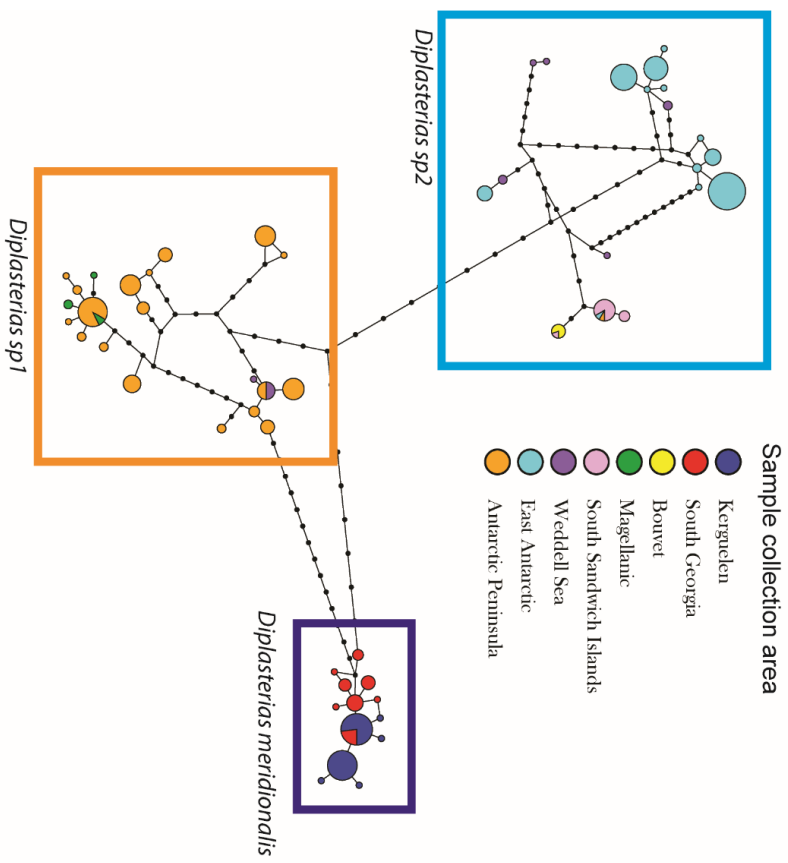 Diplasterias sp2
Diplasterias sp1
Diplasterias meridionalis
Sample collection area
Kerguelen
South Georgia
Bouvet
Magellanic
South Sandwich Islands
Weddell Sea
East Antarctic
Antarctic Peninsula